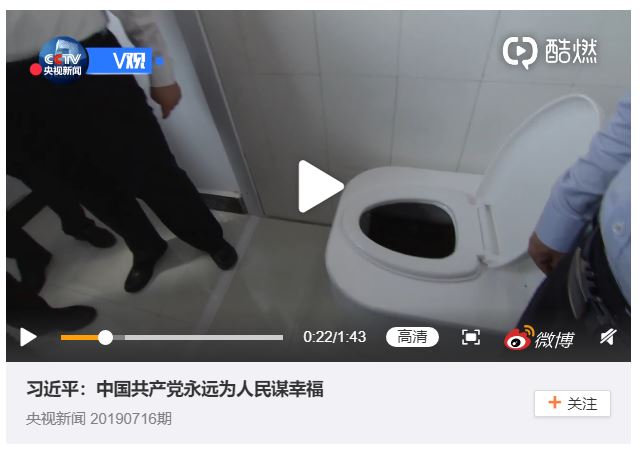 CCTV
央视新闻
V观
酷燃
0:22/1:43
高清
微博
习近平：中国共产党永远为人民谋幸福
央视新闻 20190716期
+ 关注